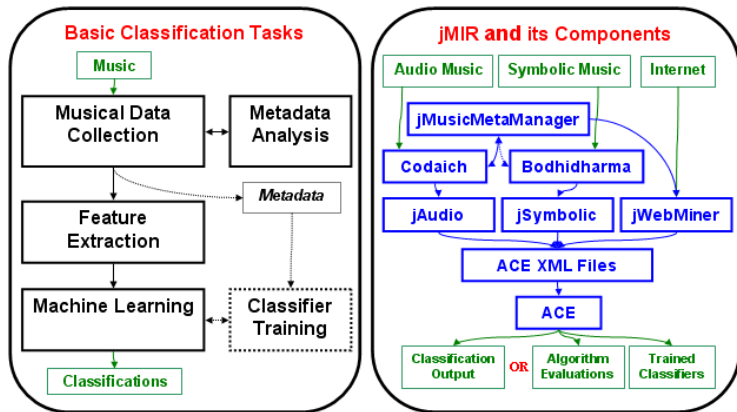 Basic Classification Tasks
Music
Musical Data
Collection
Metadata
Analysis
Metadata
Feature
Extraction
Machine Learning
Classifier
Training
Classifications
jMIR and its Components
Audio Music
Symbolic Music
Internet
jMusicMetaManager
Codaich
Bodhidharma
jAudio
jSymbolic
jWebMiner
ACE XML Files
ACE
Classification
Output
OR
Algorithm
Evaluations
Trained
Classifiers